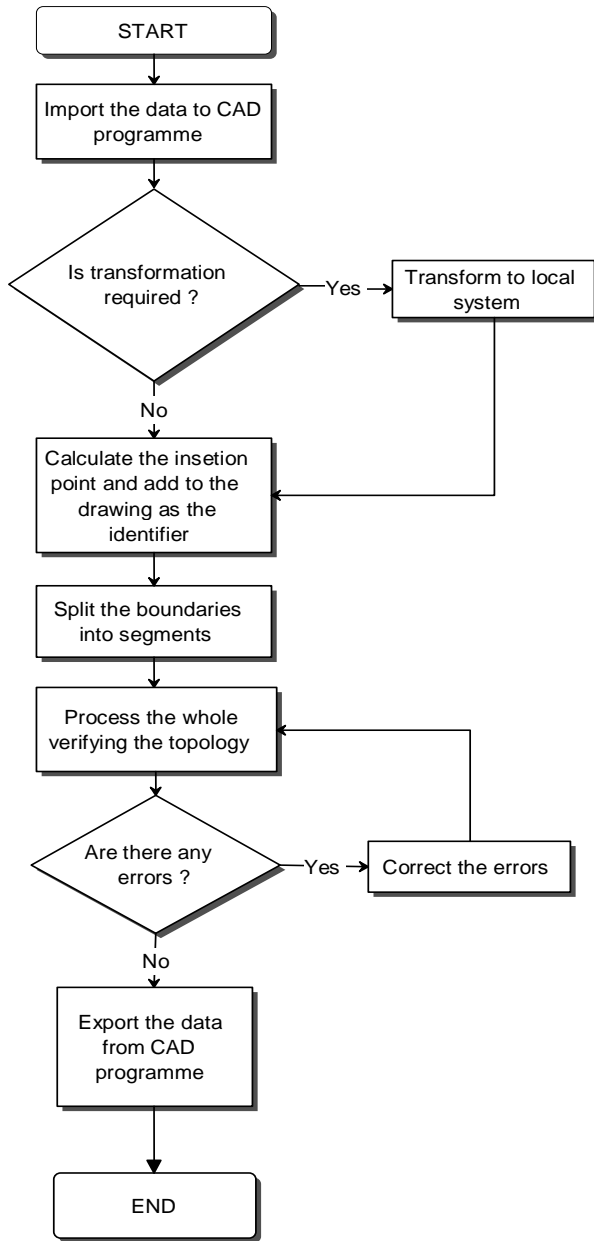 START
Import the data to CAD
programme
Is transformation
required ?
Yes
Transform to local
system
No
Calculate the insetion
point and add to the
drawing as the
identifier
Split the boundaries
into segments
Process the whole
verifying the topology
Are there any
errors ?
Yes
Correct the errors
No
Export the data
from CAD
programme
END